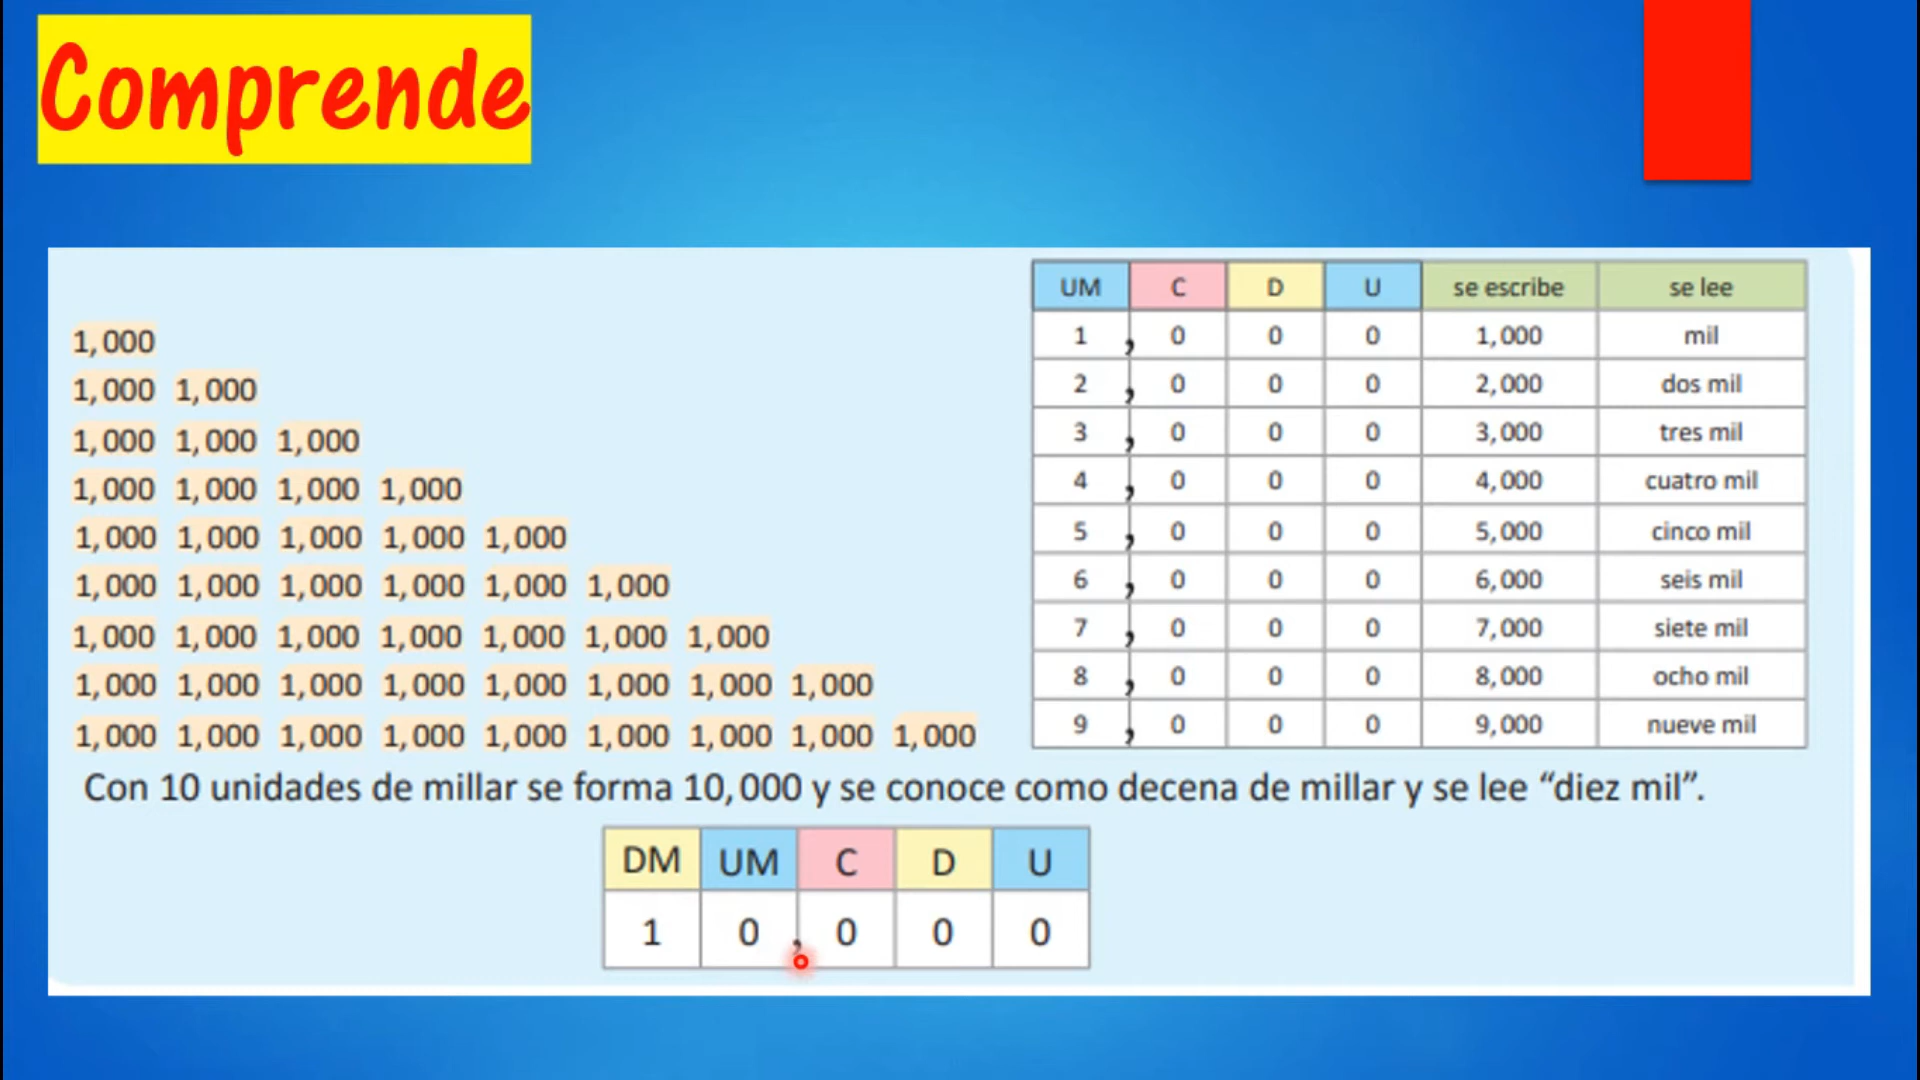 Comprende
1,000
1,000 1,000
1,000 1,000 1,000
1,000 1,000 1,000 1,000
1,000 1,000 1,000 1,000 1,000
1,000 1,000 1,000 1,000 1,000 1,000
1,000 1,000 1,000 1,000 1,000 1,000 1,000
1,000 1,000 1,000 1,000 1,000 1,000 1,000 1,000
1,000 1,000 1,000 1,000 1,000 1,000 1,000 1,000 1,000
UM C D U se escribe se lee
1 , 0 0 0 1,000 mil
2 , 0 0 0 2,000 dos mil
3 , 0 0 0 3,000 tres mil
4 , 0 0 0 4,000 cuatro mil
5 , 0 0 0 5,000 cinco mil
6 , 0 0 0 6,000 seis mil
7 , 0 0 0 7,000 siete mil
8 , 0 0 0 8,000 ocho mil
9 , 0 0 0 9,000 nueve mil
Con 10 unidades de millar se forma 10,000 y se conoce como decena de millar y se lee “diez mil”.
DM UM C D U
1 0 , 0 0 0